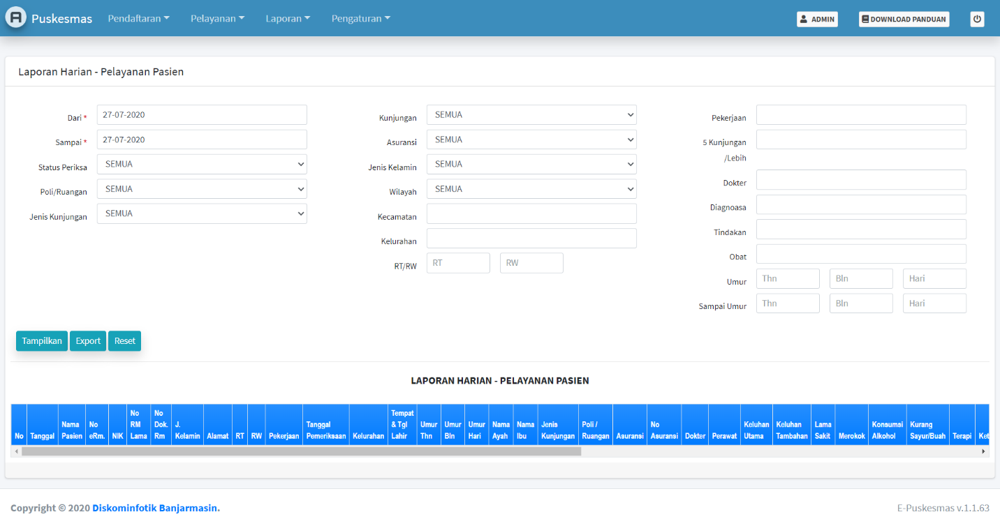 A Puskesmas Pendaftaran Pelayanan Laporan Pengaturan ADMIN DOWNLOAD PANDUAN
Laporan Harian - Pelayanan Pasien
Dari * 27-07-2020
Sampai * 27-07-2020
Status Periksa SEMUA
Poli/Ruangan SEMUA
Jenis Kunjungan SEMUA
Kunjungan SEMUA
Asuransi SEMUA
Jenis Kelamin SEMUA
Wilayah SEMUA
Kecamatan
Kelurahan
RT/RW RT RW
Pekerjaan
5 Kunjungan
/Lebih
Dokter
Diagnoasa
Tindakan
Obat
Umur Thn Bln Hari
Sampai Umur Thn Bln Hari
Tampilkan Export Reset
LAPORAN HARIAN - PELAYANAN PASIEN
No
Tanggal
Nama
Pasien
No
eRm.
NIK
No
RM
Lama
No
Dok.
Rm
J.
Kelamin
Alamat
RT
RW
Pekerjaan
Tanggal
Pemeriksaan
Kelurahan
Tempat
& Tgl
Lahir
Umur
Thn
Umur
Bln
Umur
Hari
Nama
Ayah
Nama
Ibu
Jenis
Kunjungan
Poli /
Ruangan
Asuransi
No
Asuransi
Dokter
Perawat
Keluhan
Utama
Keluhan
Tambahan
Lama
Sakit
Merokok
Konsumsi
Alkohol
Kurang
Sayur/Buah
Terapi
Ket
Copyright © 2020 Diskominfotik Banjarmasin.
E-Puskesmas v.1.1.63